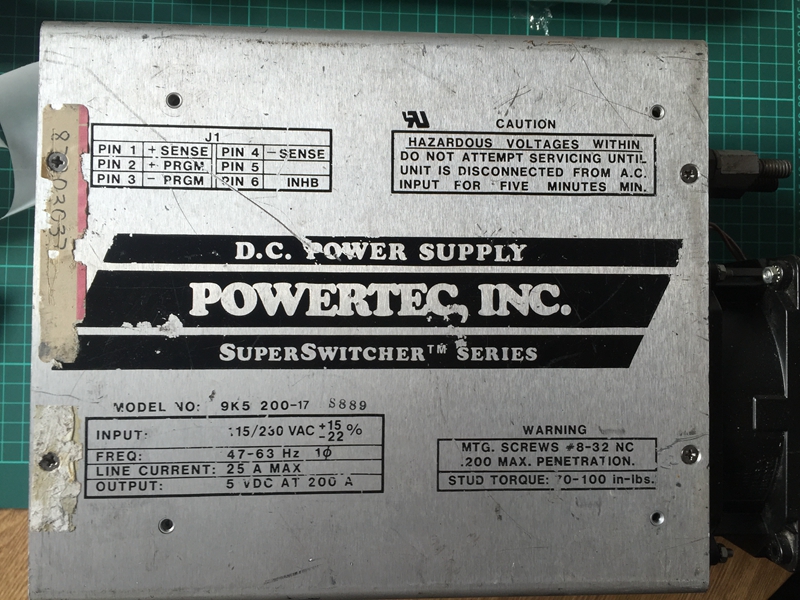 J1
PIN 1 + SENSE PIN 4 - SENSE
PIN 2 + PRGM PIN 5
PIN 3 - PRGM PIN 6 INHB
CAUTION
HAZARDOUS VOLTAGES WITHIN
DO NOT ATTEMPT SERVICING UNTIL
UNIT IS DISCONNECTED FROM A.C.
INPUT FOR FIVE MINUTES MIN.
D.C. POWER SUPPLY
POWERTEC, INC.
SUPERSWITCHER™ SERIES
MODEL NO: 9K5 200-17 S889
INPUT: 115/230 VAC +15 -22 %
FREQ: 47-63 Hz 1ø
LINE CURRENT: 25 A MAX
OUTPUT: 5 VDC AT 200 A
WARNING
MTG. SCREWS #8-32 NC
.200 MAX. PENETRATION.
STUD TORQUE: 70-100 in-lbs.